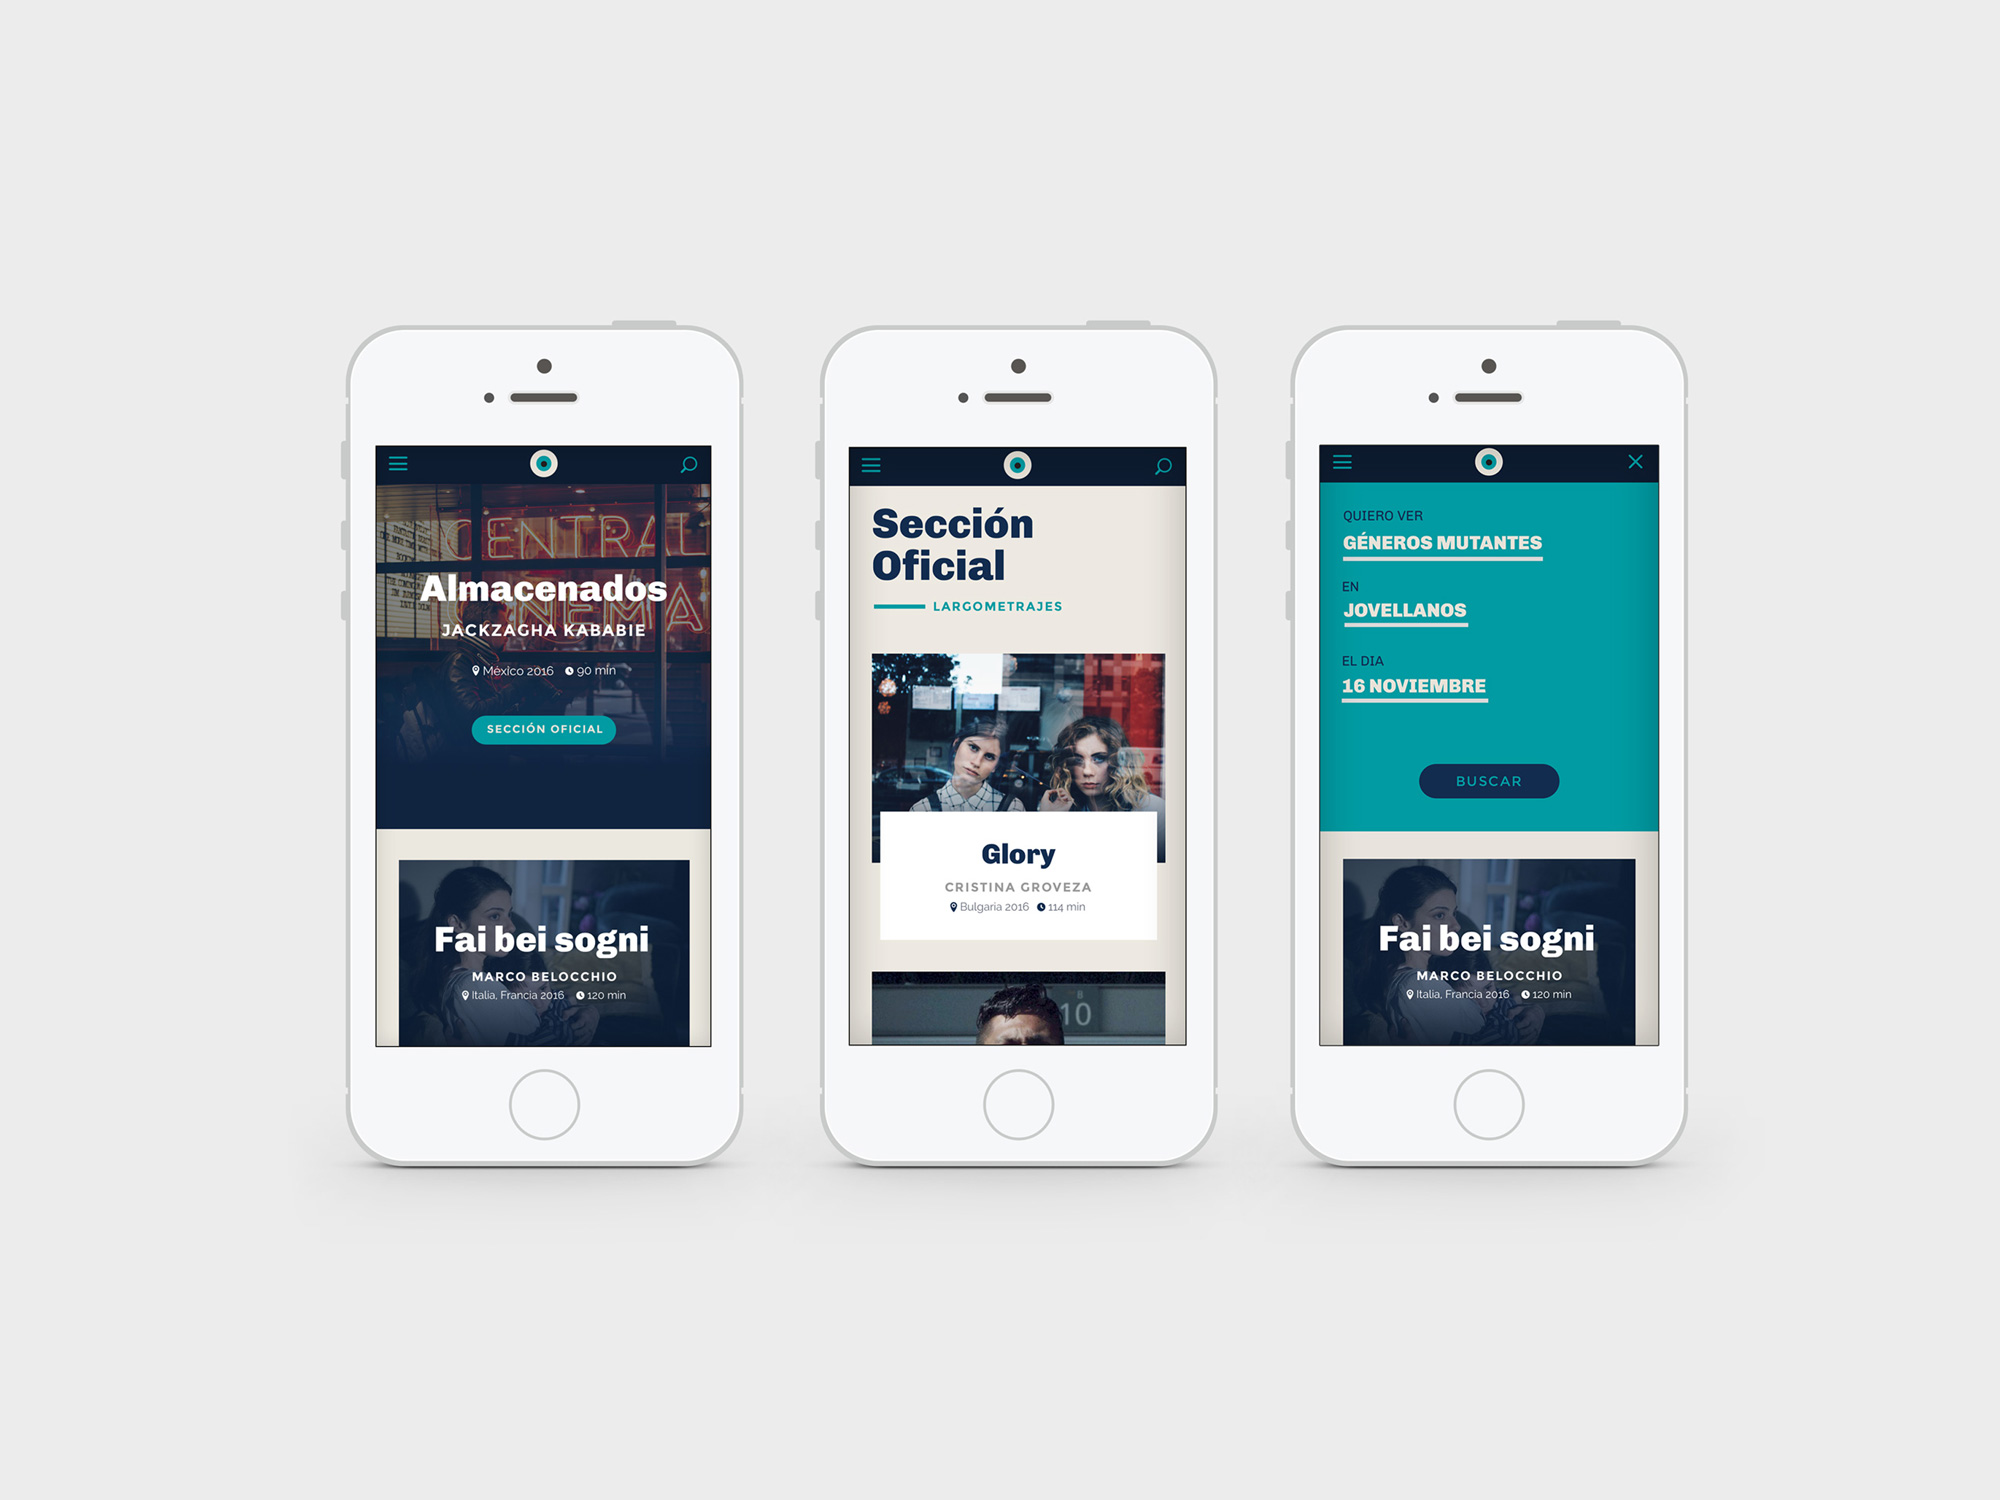 CENTRAL
CINEMA
Almacenados
JACKZAGHA KABABIE
México 2016 90 min
SECCIÓN OFICIAL
Fai bei sogni
MARCO BELOCCHIO
Italia, Francia 2016 120 min
Sección
Oficial
LARGOMETRAJES
Glory
CRISTINA GROVEZA
Bulgaria 2016 114 min
8
10
QUIERO VER
GÉNEROS MUTANTES
EN
JOVELLANOS
EL DIA
16 NOVIEMBRE
BUSCAR
Fai bei sogni
MARCO BELOCCHIO
Italia, Francia 2016 120 min